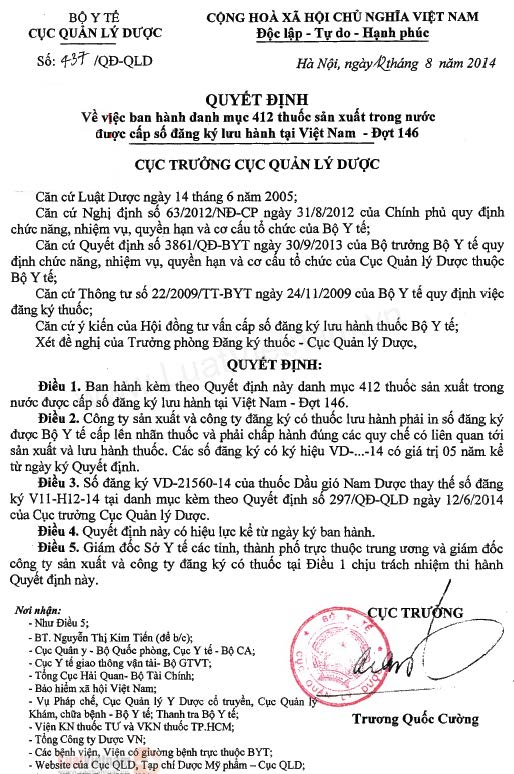 BỘ Y TẾ
CỤC QUẢN LÝ DƯỢC
Số: 437/QĐ-QLD
CỘNG HOÀ XÃ HỘI CHỦ NGHĨA VIỆT NAM
Độc lập - Tự do - Hạnh phúc
Hà Nội, ngày 12 tháng 8 năm 2014
QUYẾT ĐỊNH
Về việc ban hành danh mục 412 thuốc sản xuất trong nước
được cấp số đăng ký lưu hành tại Việt Nam - Đợt 146
CỤC TRƯỞNG CỤC QUẢN LÝ DƯỢC
Căn cứ Luật Dược ngày 14 tháng 6 năm 2005;
Căn cứ Nghị định số 63/2012/NĐ-CP ngày 31/8/2012 của Chính phủ quy định
chức năng, nhiệm vụ, quyền hạn và cơ cấu tổ chức của Bộ Y tế;
Căn cứ Quyết định số 3861/QĐ-BYT ngày 30/9/2013 của Bộ trưởng Bộ Y tế quy
định chức năng, nhiệm vụ, quyền hạn và cơ cấu tổ chức của Cục Quản lý Dược thuộc
Bộ Y tế;
Căn cứ Thông tư số 22/2009/TT-BYT ngày 24/11/2009 của Bộ Y tế quy định việc
đăng ký thuốc;
Căn cứ ý kiến của Hội đồng tư vấn cấp số đăng ký lưu hành thuốc Bộ Y tế;
Xét đề nghị của Trưởng phòng Đăng ký thuốc - Cục Quản lý Dược,
QUYẾT ĐỊNH:
Điều 1. Ban hành kèm theo Quyết định này danh mục 412 thuốc sản xuất trong
nước được cấp số đăng ký lưu hành tại Việt Nam - Đợt 146.
Điều 2. Công ty sản xuất và công ty đăng ký có thuốc lưu hành phải in số đăng ký
được Bộ Y tế cấp lên nhãn thuốc và phải chấp hành đúng các quy chế có liên quan tới
sản xuất và lưu hành thuốc. Các số đăng ký có ký hiệu VD-...-14 có giá trị 05 năm kể
từ ngày ký Quyết định.
Điều 3. Số đăng ký VD-21560-14 của thuốc Dầu gió Nam Dược thay thế số đăng
ký V11-H12-14 tại danh mục kèm theo Quyết định số 297/QĐ-QLD ngày 12/6/2014
của Cục trưởng Cục Quản lý Dược.
Điều 4. Quyết định này có hiệu lực kể từ ngày ký ban hành.
Điều 5. Giám đốc Sở Y tế các tỉnh, thành phố trực thuộc trung ương và giám đốc
công ty sản xuất và công ty đăng ký có thuốc tại Điều 1 chịu trách nhiệm thi hành
Quyết định này.
Nơi nhận:
- Như Điều 5;
- BT. Nguyễn Thị Kim Tiến (để b/c);
- Cục Quân y - Bộ Quốc phòng, Cục Y tế - Bộ CA;
- Cục Y tế giao thông vận tải- Bộ GTVT;
- Tổng Cục Hải Quan- Bộ Tài Chính;
- Bảo hiểm xã hội Việt Nam;
- Vụ Pháp chế, Cục Quản lý Y Dược cổ truyền, Cục Quản lý
Khám, chữa bệnh - Bộ Y tế; Thanh tra Bộ Y tế;
- Viện KN thuốc TƯ và VKN thuốc TP.HCM;
- Tổng Công ty Dược VN;
- Các bệnh viện, Viện có giường bệnh trực thuộc BYT;
- Website của Cục QLD, Tạp chí Dược Mỹ phẩm – Cục QLD;
CỤC TRƯỞNG
BỘ Y TẾ
CỤC QUẢN LÝ DƯỢC
Trương Quốc Cường